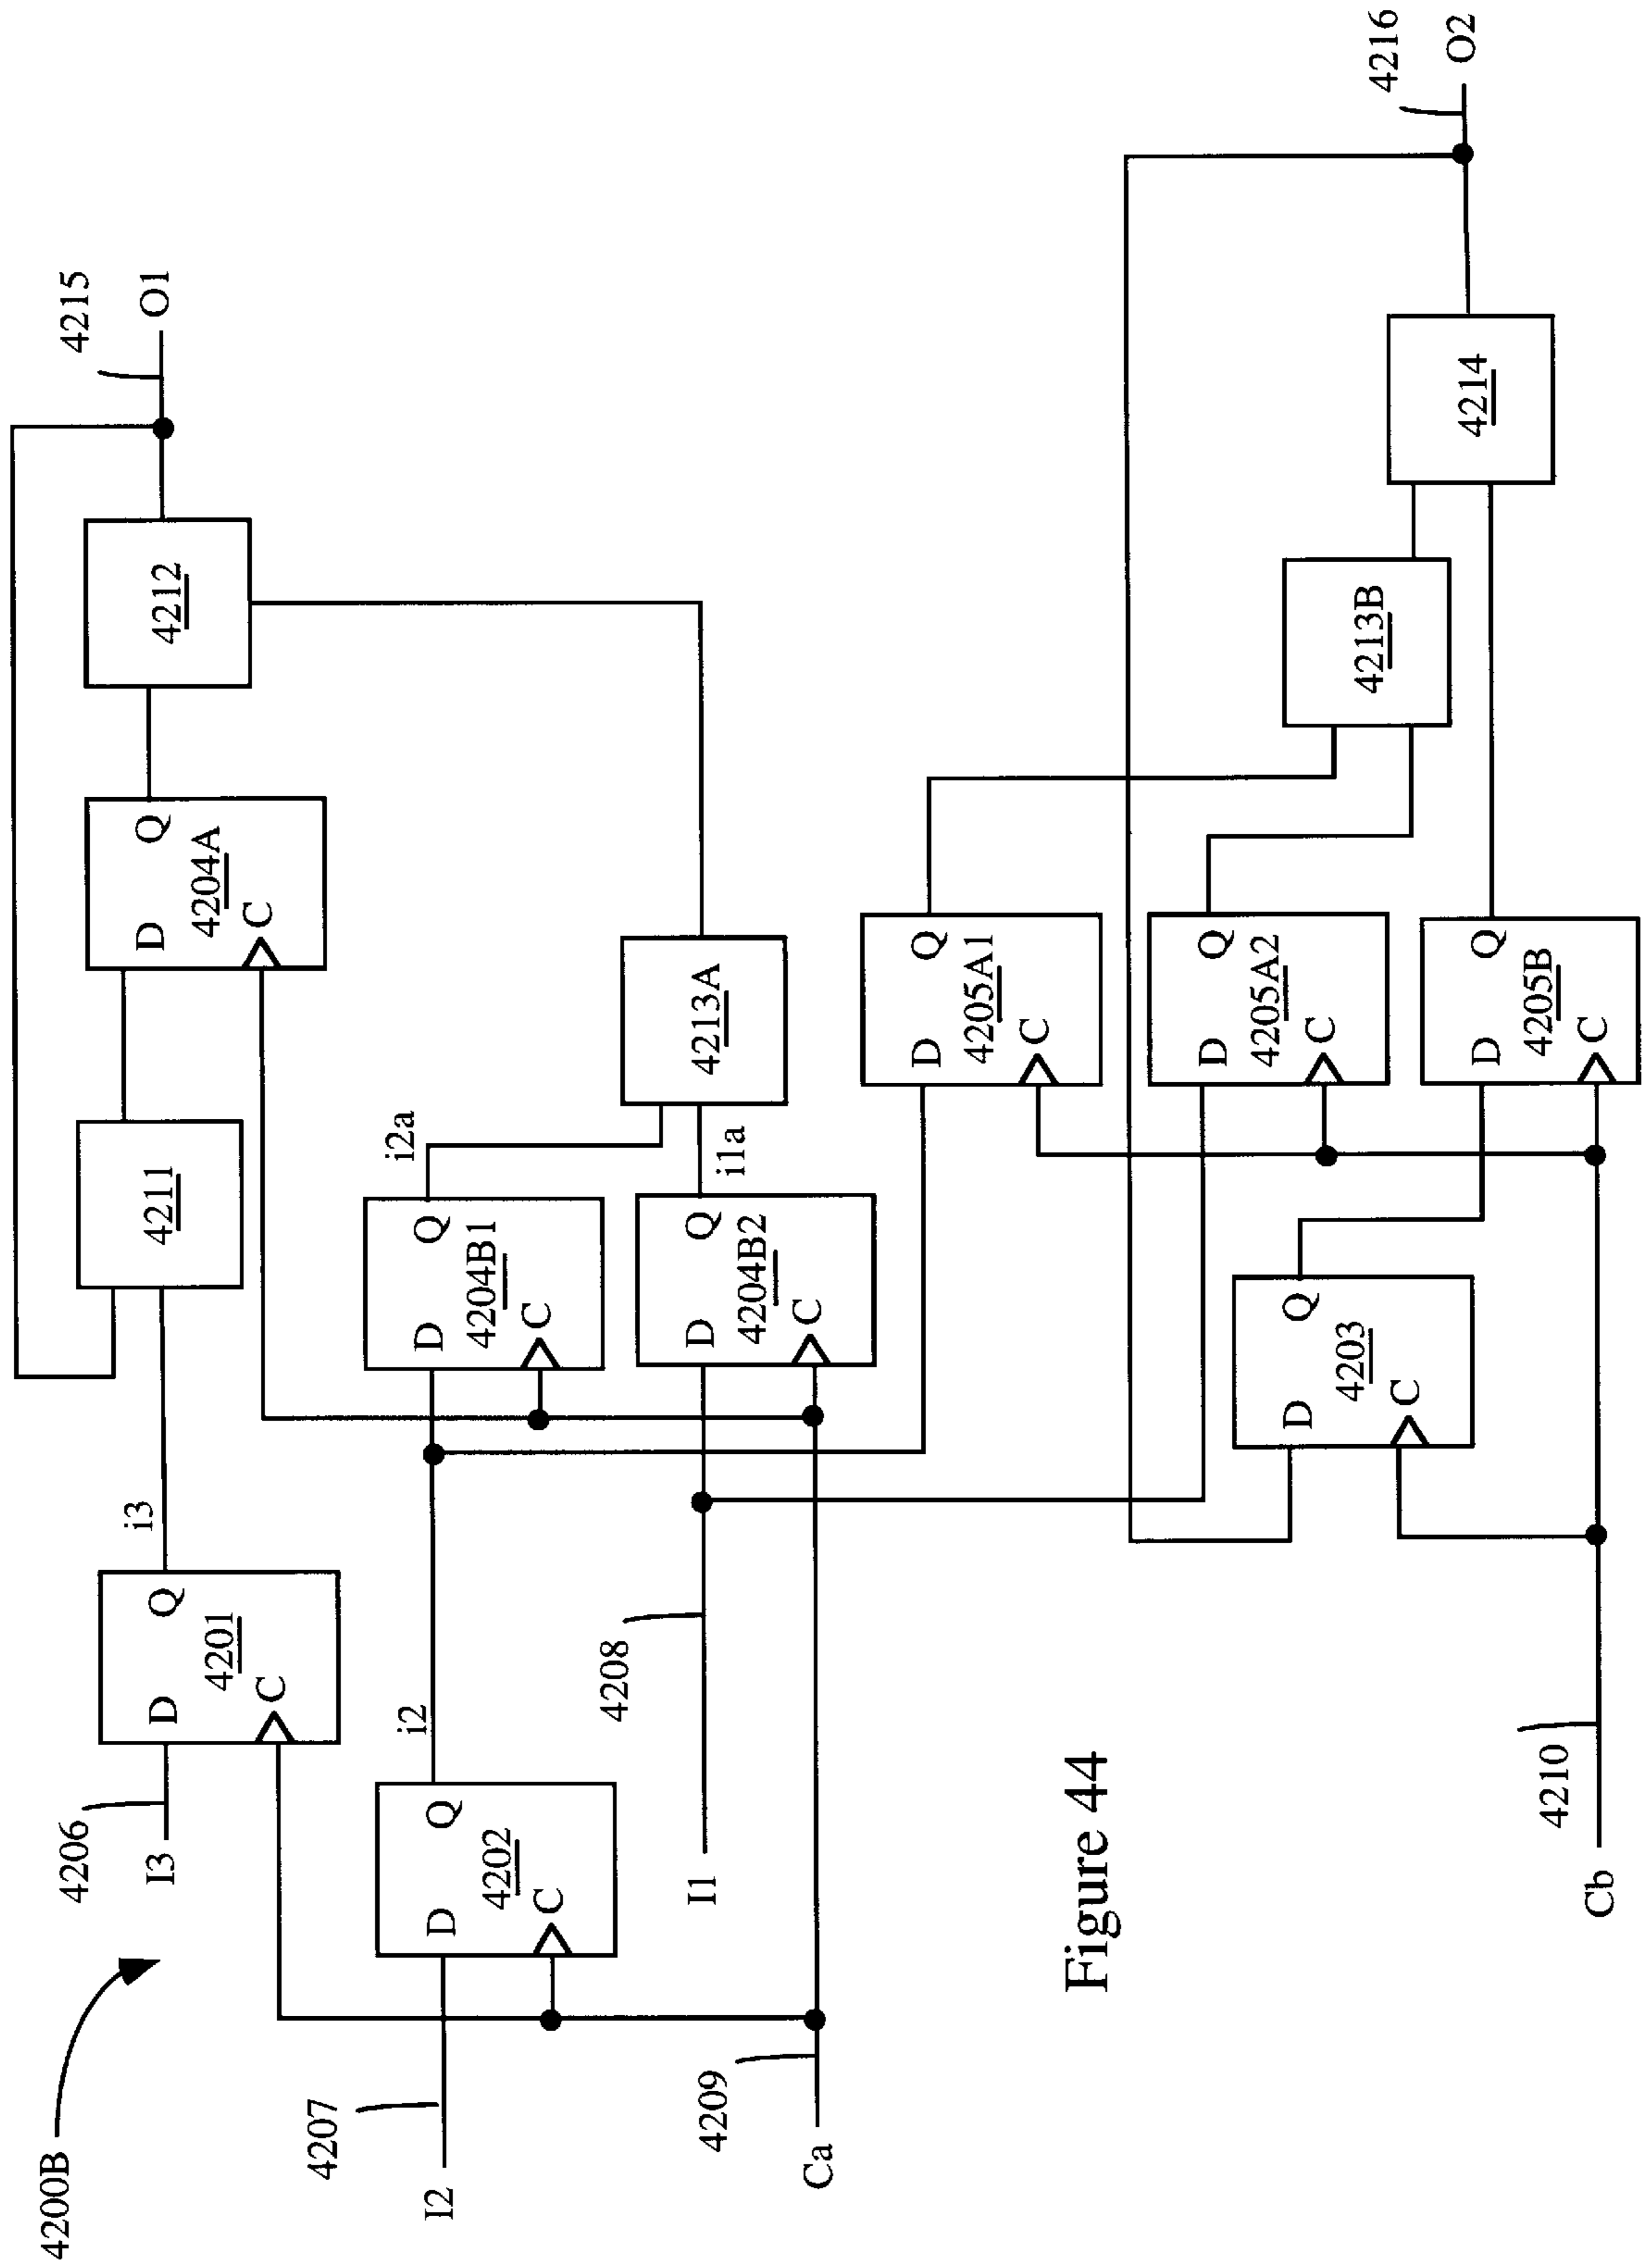 4200B
4206
I3
D
Q
4201
C
i3
4211
D
Q
4204A
C
4212
4215
O1
4207
I2
D
Q
4202
C
i2
D
Q
4204B1
C
i2a
4208
I1
D
Q
4204B2
C
i1a
4213A
4209
Ca
D
Q
4205A1
C
D
Q
4205A2
C
4213B
D
Q
4203
C
D
Q
4205B
C
4214
4216
O2
4210
Cb
Figure 44